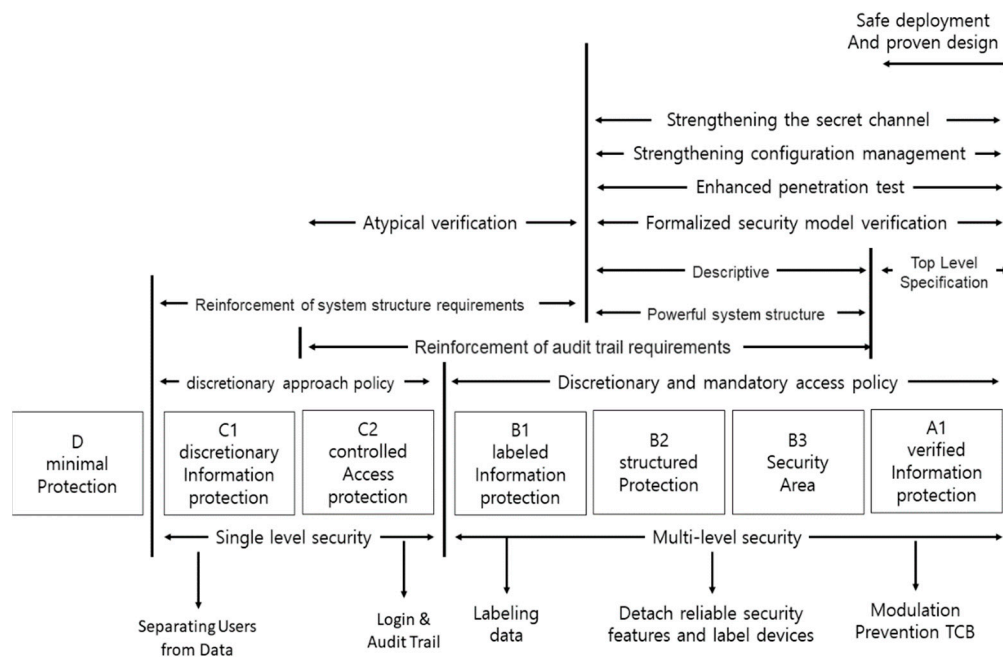 Safe deployment
And proven design
Strengthening the secret channel
Strengthening configuration management
Enhanced penetration test
Atypical verification
Formalized security model verification
Descriptive
Top Level
Specification
Reinforcement of system structure requirements
Powerful system structure
Reinforcement of audit trail requirements
discretionary approach policy
Discretionary and mandatory access policy
D
minimal
Protection
C1
discretionary
Information
protection
C2
controlled
Access
protection
B1
labeled
Information
protection
B2
structured
Protection
B3
Security
Area
A1
verified
Information
protection
Single level security
Multi-level security
Separating Users
from Data
Login &
Audit Trail
Labeling
data
Detach reliable security
features and label devices
Modulation
Prevention TCB